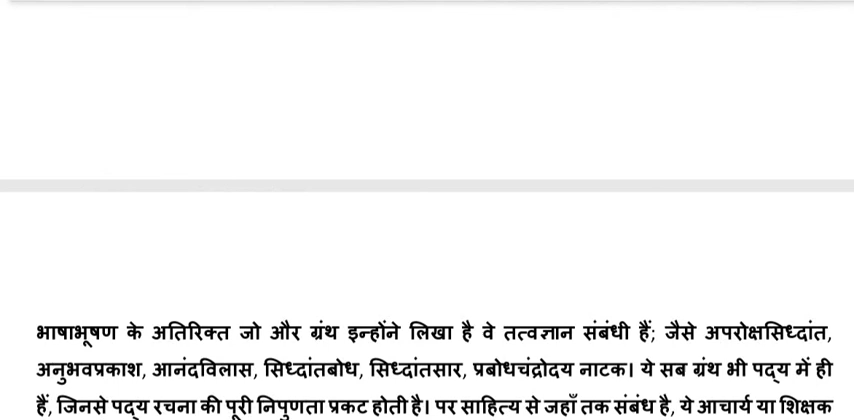 भाषाभूषण के अतिरिक्त जो और ग्रंथ इन्होंने लिखा है वे तत्वज्ञान संबंधी हैं; जैसे अपरोक्षसिध्दांत,
अनुभवप्रकाश, आनंदविलास, सिध्दांतबोध, सिध्दांतसार, प्रबोधचंद्रोदय नाटक। ये सब ग्रंथ भी पद्य में ही
हैं, जिनसे पद्य रचना की पूरी निपुणता प्रकट होती है। पर साहित्य से जहाँ तक संबंध है, ये आचार्य या शिक्षक